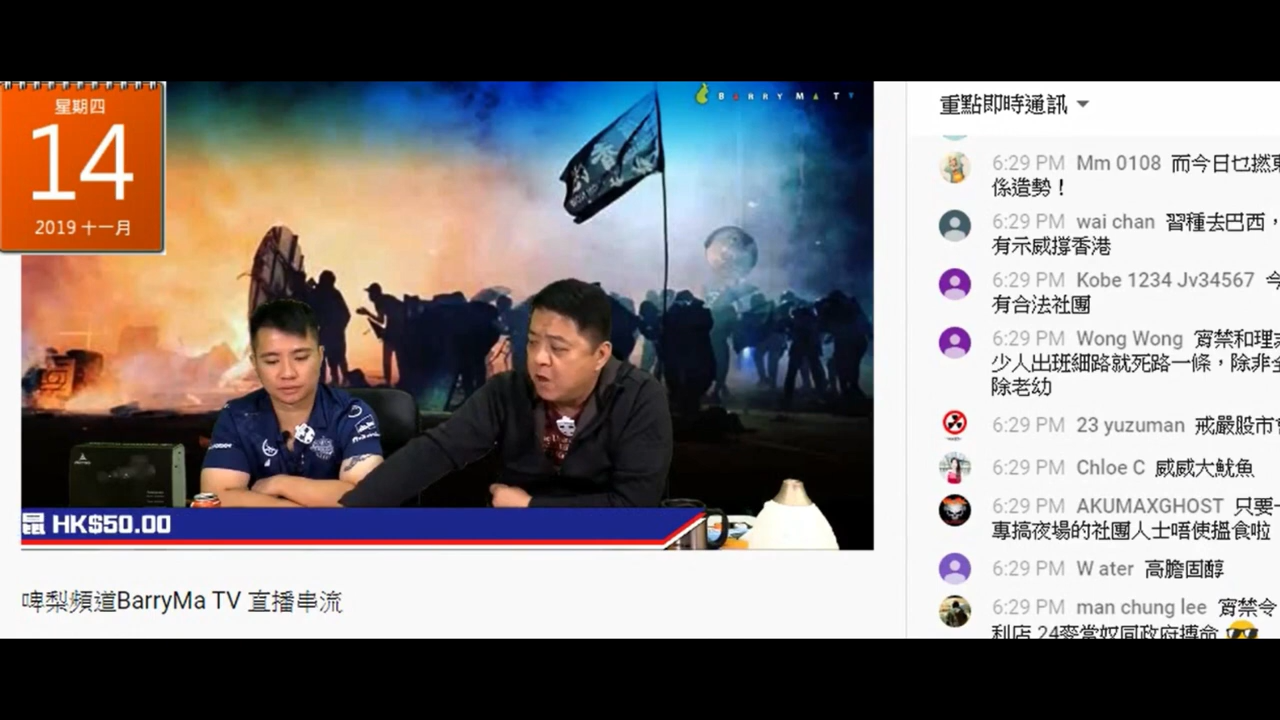 星期四
14
2019 十一月
BARRY MA TV
HK$50.00
啤梨頻道BarryMa TV 直播串流
重點即時通訊
6:29 PM Mm 0108 而今日乜撚
係造勢！
6:29 PM wai chan 習種去巴西，
有示威撐香港
6:29 PM Kobe 1234 Jv34567
有合法社團
6:29 PM Wong Wong 宵禁和理
少人出班細路就死路一條，除非
除老幼
6:29 PM 23 yuzuman 戒嚴股市
6:29 PM Chloe C 威威大魷魚
6:29 PM AKUMAXGHOST 只要一
專搞夜場的社團人士唔使搵食啦
6:29 PM W ater 高膽固醇
6:29 PM man chung lee 宵禁令
利店 24麥當奴同政府搏命